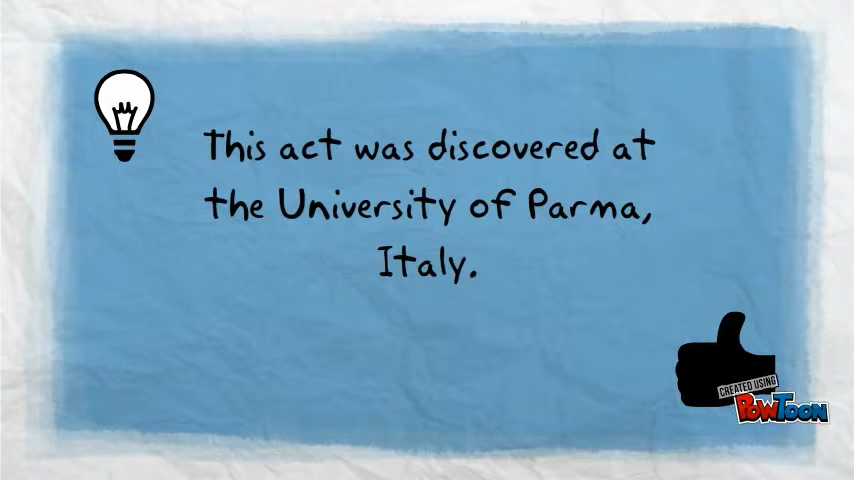 This act was discovered at
the University of Parma,
Italy.
CREATED USING
POWTOON